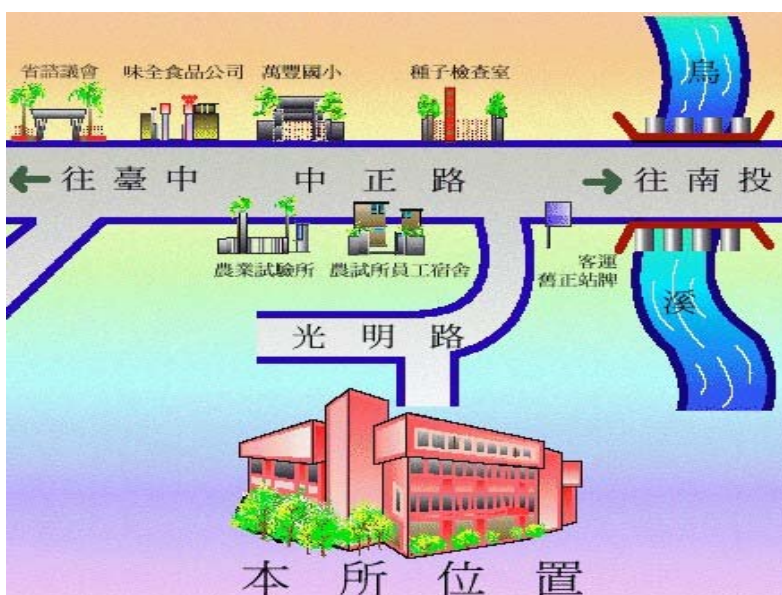 省諮議會
味全食品公司
萬豐國小
種子檢查室
烏
往臺中
中正路
往南投
農業試驗所
農試所員工宿舍
客運
舊正站牌
溪
光明路
本所位置